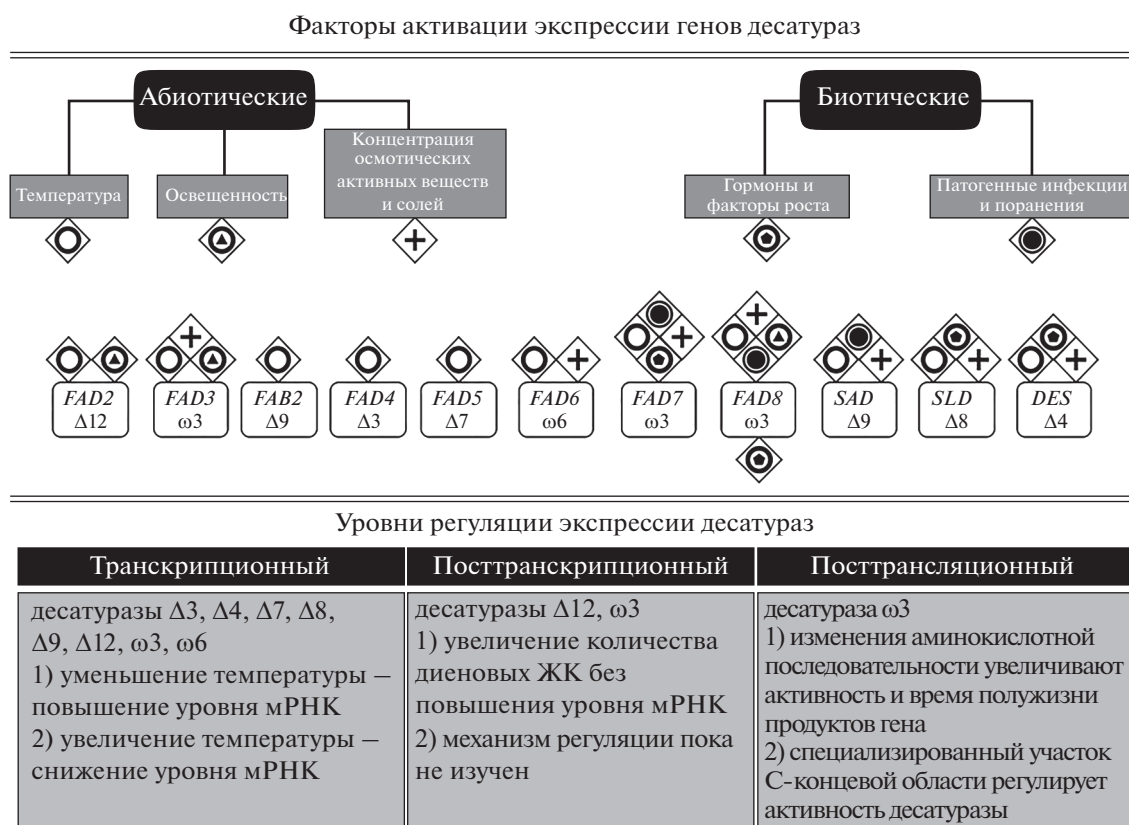 Факторы активации экспрессии генов десатураз
Абиотические
Биотические
Температура
Освещенность
Концентрация
осмотических
активных веществ
и солей
Гормоны и
факторы роста
Патогенные инфекции
и поранения
FAD2
Δ12
FAD3
ω3
FAB2
Δ9
FAD4
Δ3
FAD5
Δ7
FAD6
ω6
FAD7
ω3
FAD8
ω3
SAD
Δ9
SLD
Δ8
DES
Δ4
Уровни регуляции экспрессии десатураз
Транскрипционный
десатуразы Δ3, Δ4, Δ7, Δ8,
Δ9, Δ12, ω3, ω6
1) уменьшение температуры –
повышение уровня мРНК
2) увеличение температуры –
снижение уровня мРНК
Посттранскрипционный
десатуразы Δ12, ω3
1) увеличение количества
диеновых ЖК без
повышения уровня мРНК
2) механизм регуляции пока
не изучен
Посттрансляционный
десатураза ω3
1) изменения аминокислотной
последовательности увеличивают
активность и время полужизни
продуктов гена
2) специализированный участок
С-концевой области регулирует
активность десатуразы